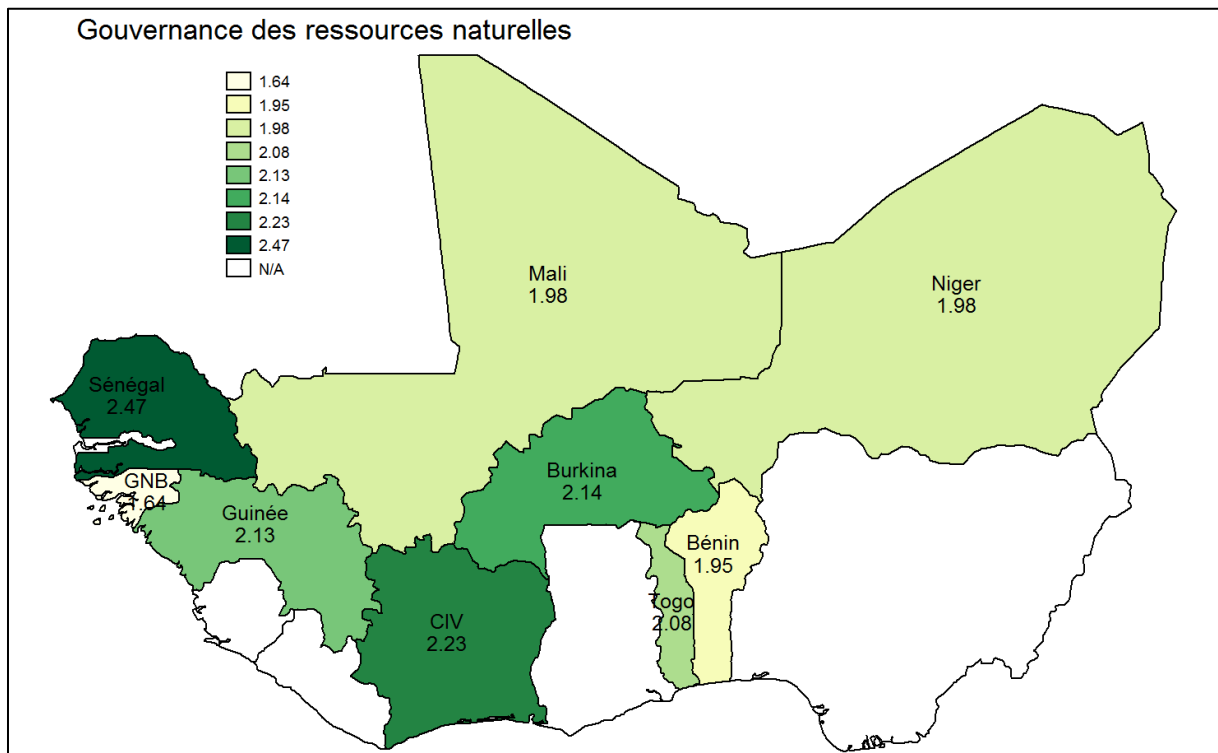 Gouvernance des ressources naturelles
1.64
1.95
1.98
2.08
2.13
2.14
2.23
2.47
N/A
Mali
1.98
Niger
1.98
Sénégal
2.47
GNB
1.64
Guinée
2.13
Burkina
2.14
Bénin
1.95
Togo
2.08
CIV
2.23